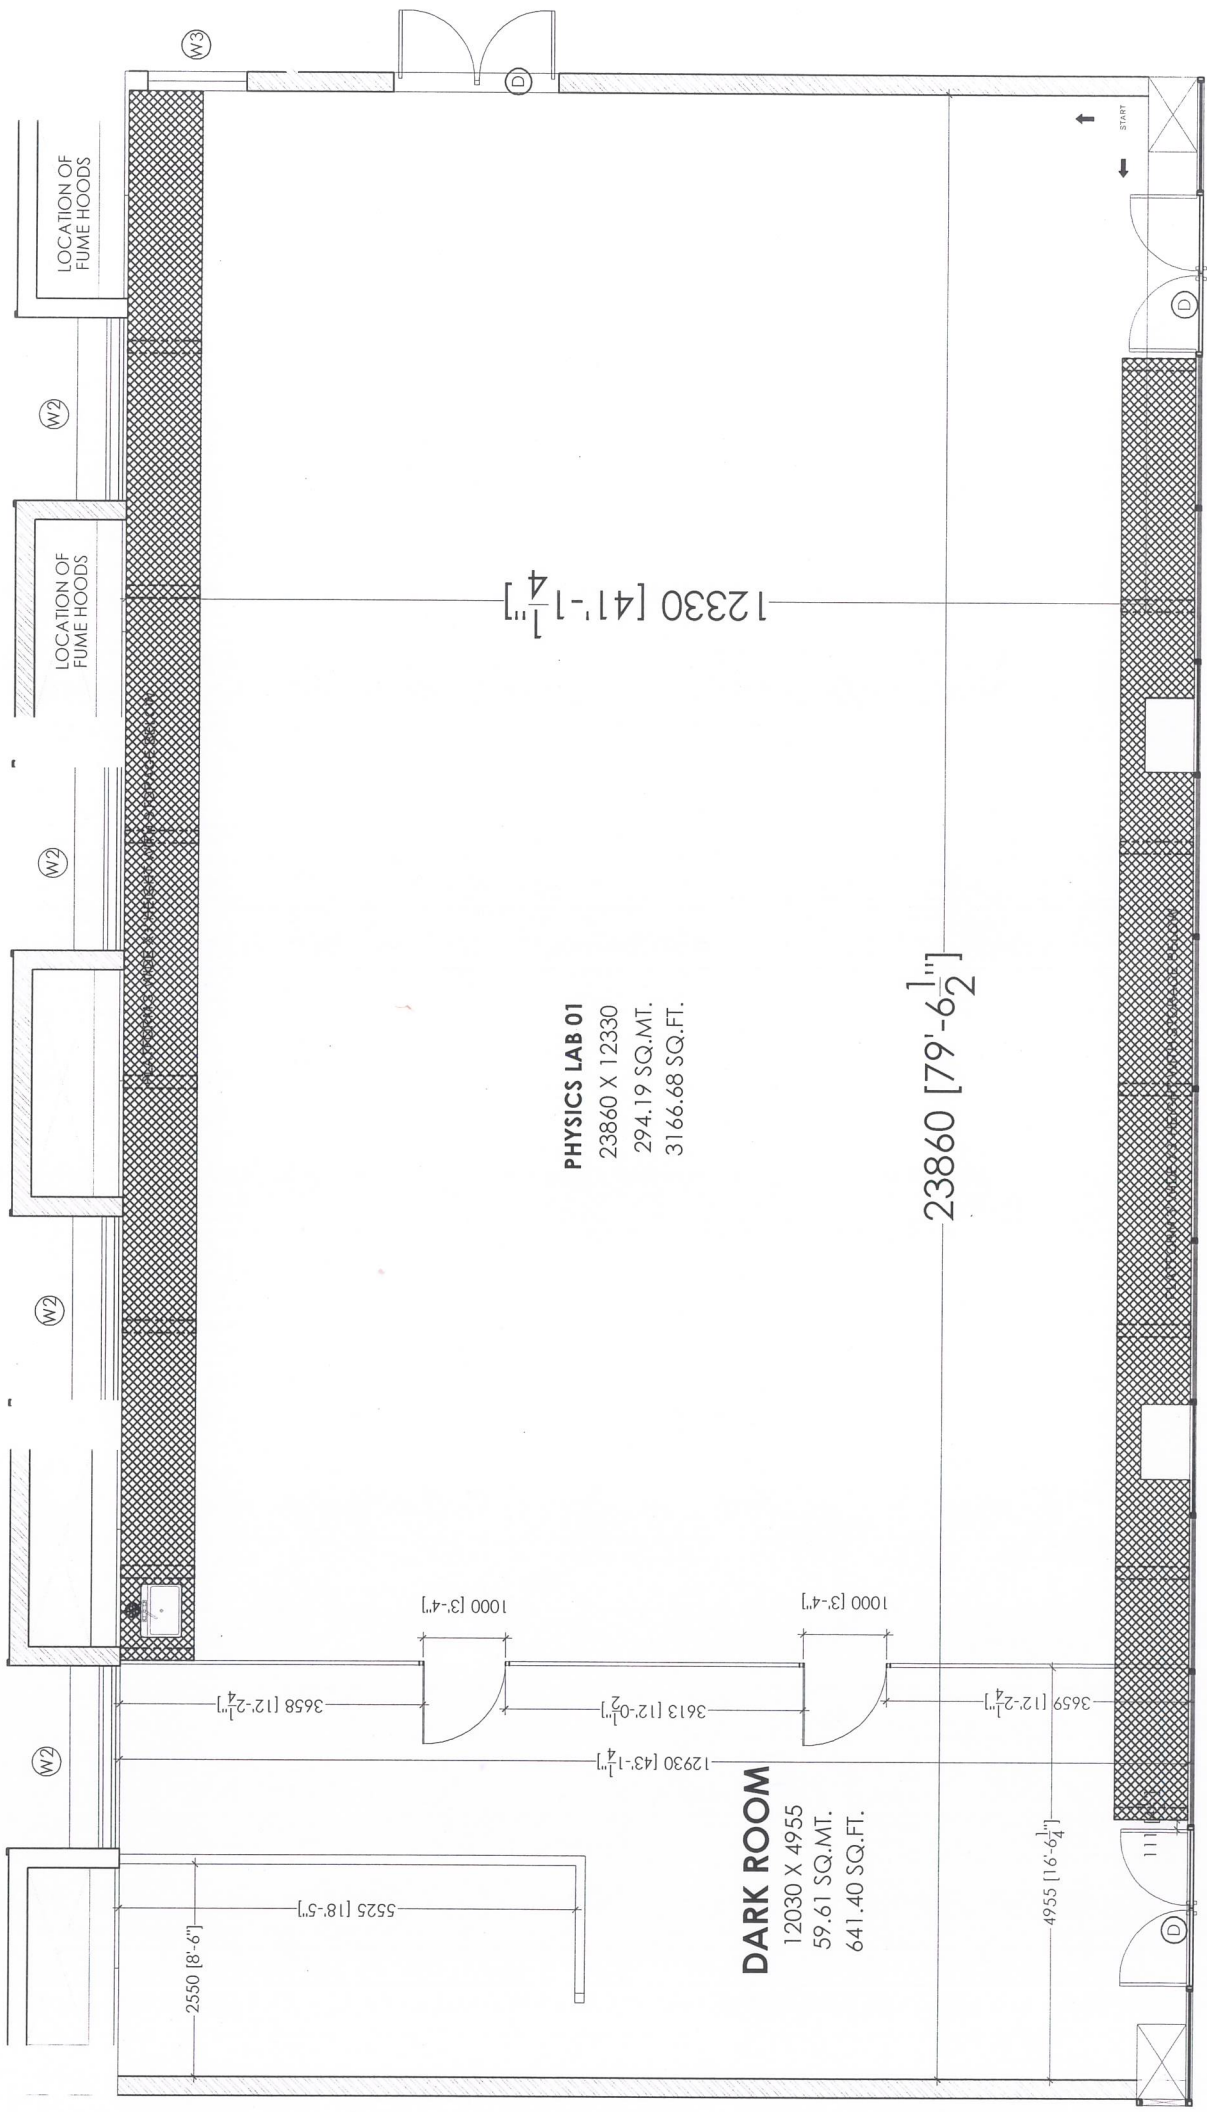 W3
D
LOCATION OF
FUME HOODS
START
W2
D
LOCATION OF
FUME HOODS
12330 [41'-1 1/4"]
W2
PHYSICS LAB 01
23860 X 12330
294.19 SQ.MT.
3166.68 SQ.FT.
23860 [79'-6 1/2"]
W2
1000 [3'-4"]
1000 [3'-4"]
3658 [12'-2 1/4"]
3613 [12'-0 1/2"]
3659 [12'-2 1/4"]
W2
12930 [43'-1 1/4"]
DARK ROOM
12030 X 4955
59.61 SQ.MT.
641.40 SQ.FT.
111
5525 [18'-5"]
4955 [16'-6 1/4"]
2550 [8'-6"]
D